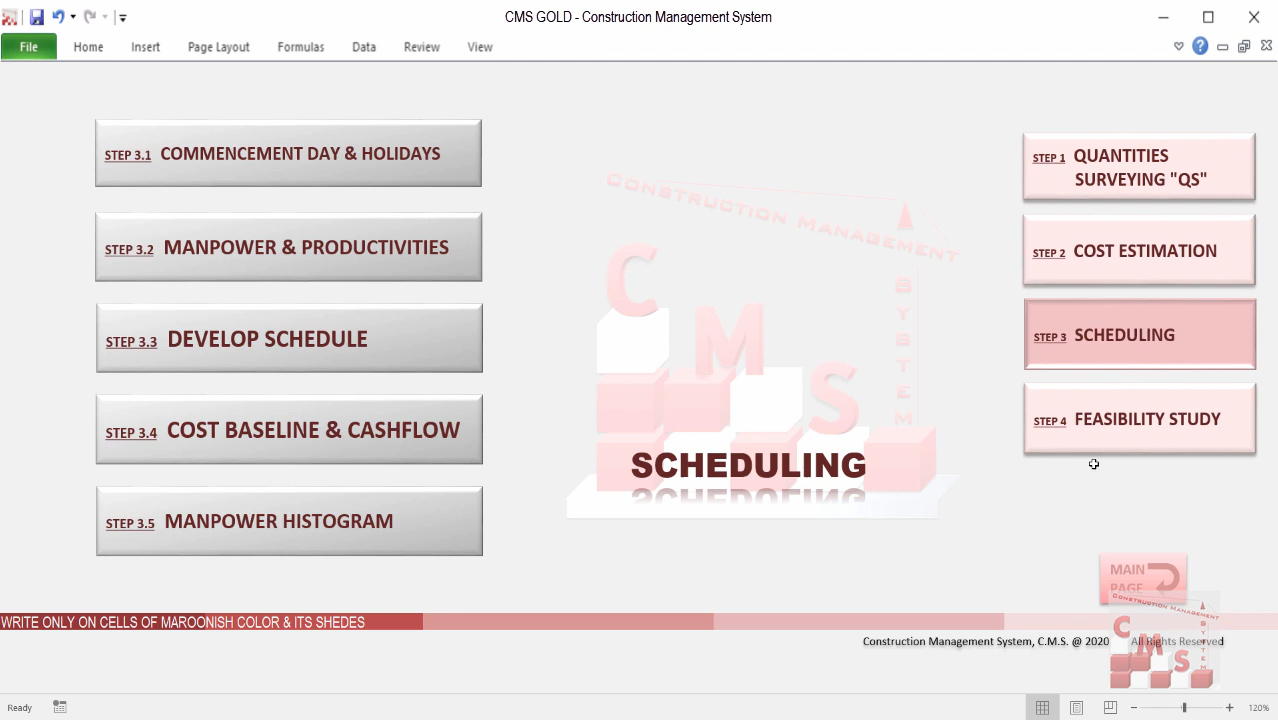 CMS GOLD - Construction Management System
File Home Insert Page Layout Formulas Data Review View
STEP 3.1 COMMENCEMENT DAY & HOLIDAYS
STEP 3.2 MANPOWER & PRODUCTIVITIES
STEP 3.3 DEVELOP SCHEDULE
STEP 3.4 COST BASELINE & CASHFLOW
STEP 3.5 MANPOWER HISTOGRAM
CONSTRUCTION MANAGEMENT
SYSTEM
C
M
S
SCHEDULING
STEP 1 QUANTITIES
SURVEYING "QS"
STEP 2 COST ESTIMATION
STEP 3 SCHEDULING
STEP 4 FEASIBILITY STUDY
MAIN
PAGE
CONSTRUCTION MANAGEMENT
SYSTEM
C
M
S
WRITE ONLY ON CELLS OF MAROONISH COLOR & ITS SHEDES
Construction Management System, C.M.S. @ 2020 All Rights Reserved
Ready
120%